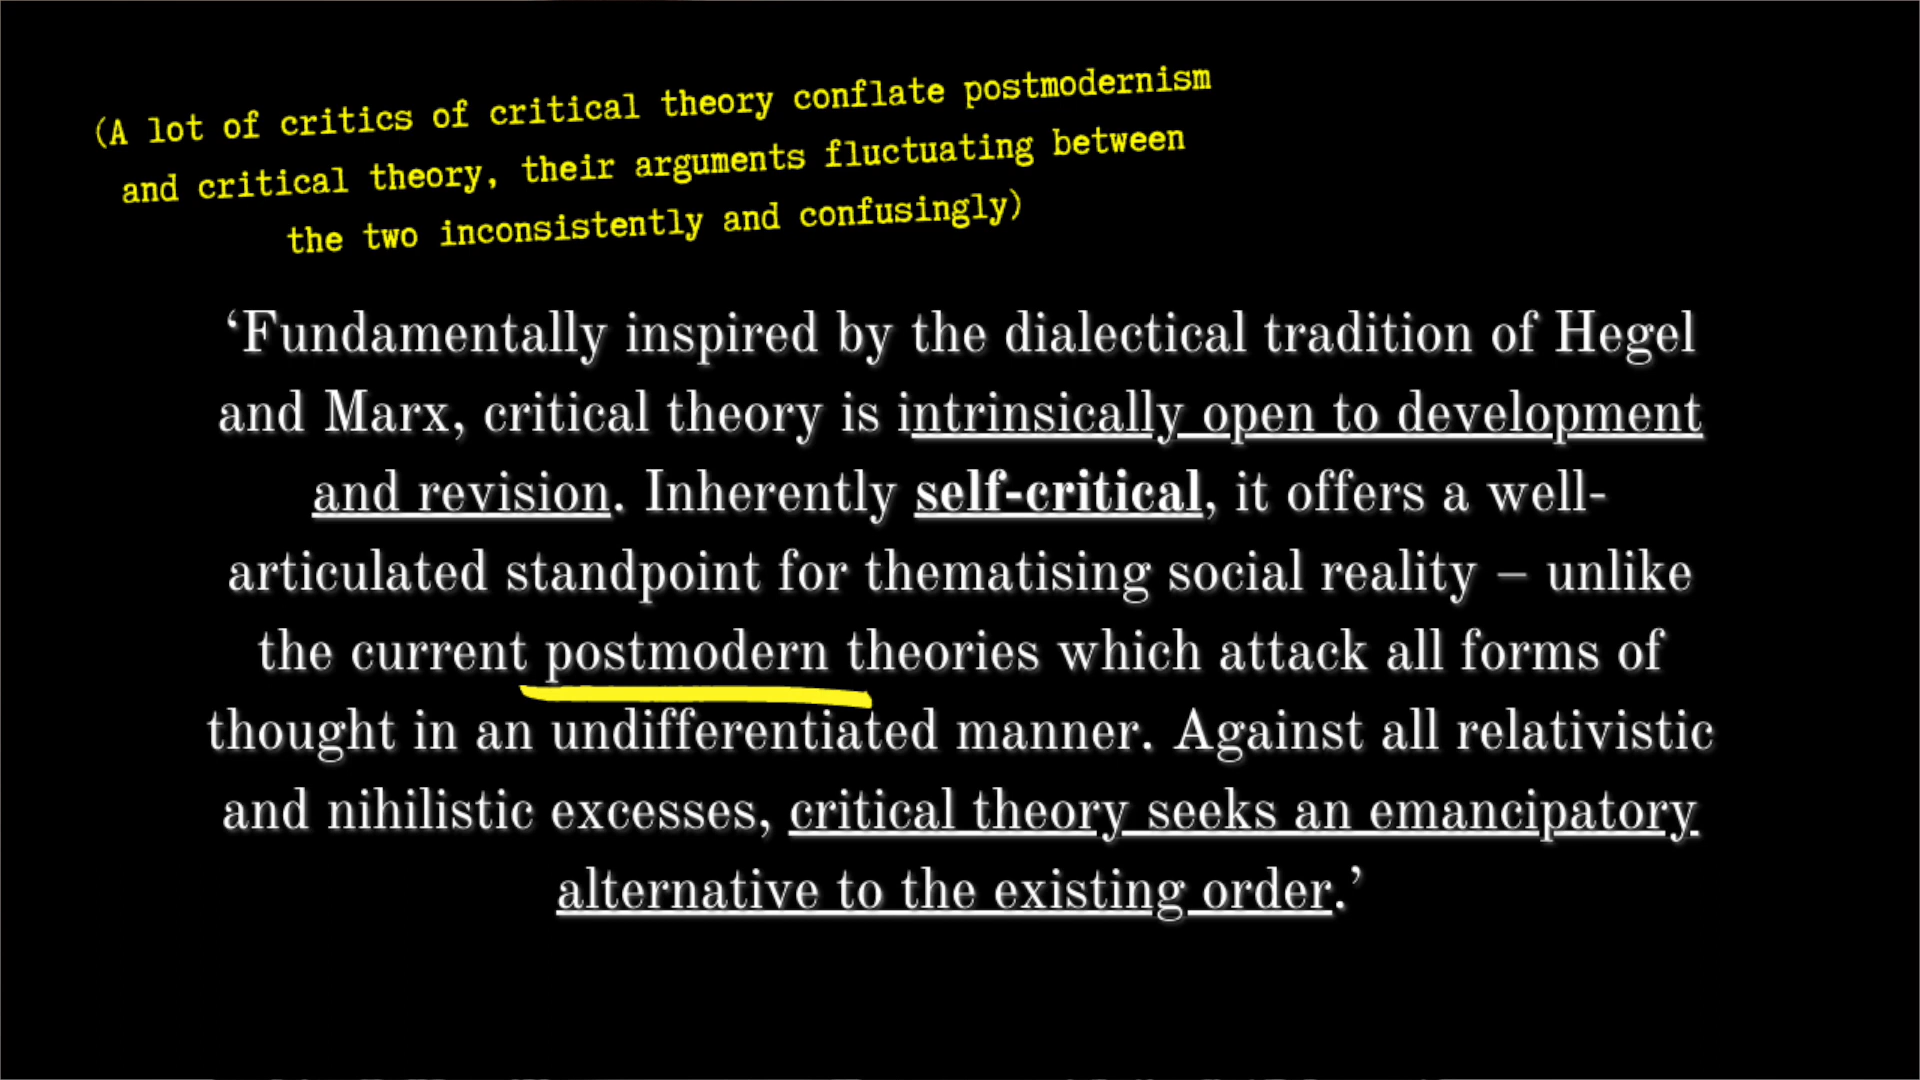 (A lot of critics of critical theory conflate postmodernism
and critical theory, their arguments fluctuating between
the two inconsistently and confusingly)
‘Fundamentally inspired by the dialectical tradition of Hegel
and Marx, critical theory is intrinsically open to development
and revision. Inherently self-critical, it offers a well-
articulated standpoint for thematising social reality – unlike
the current postmodern theories which attack all forms of
thought in an undifferentiated manner. Against all relativistic
and nihilistic excesses, critical theory seeks an emancipatory
alternative to the existing order.’